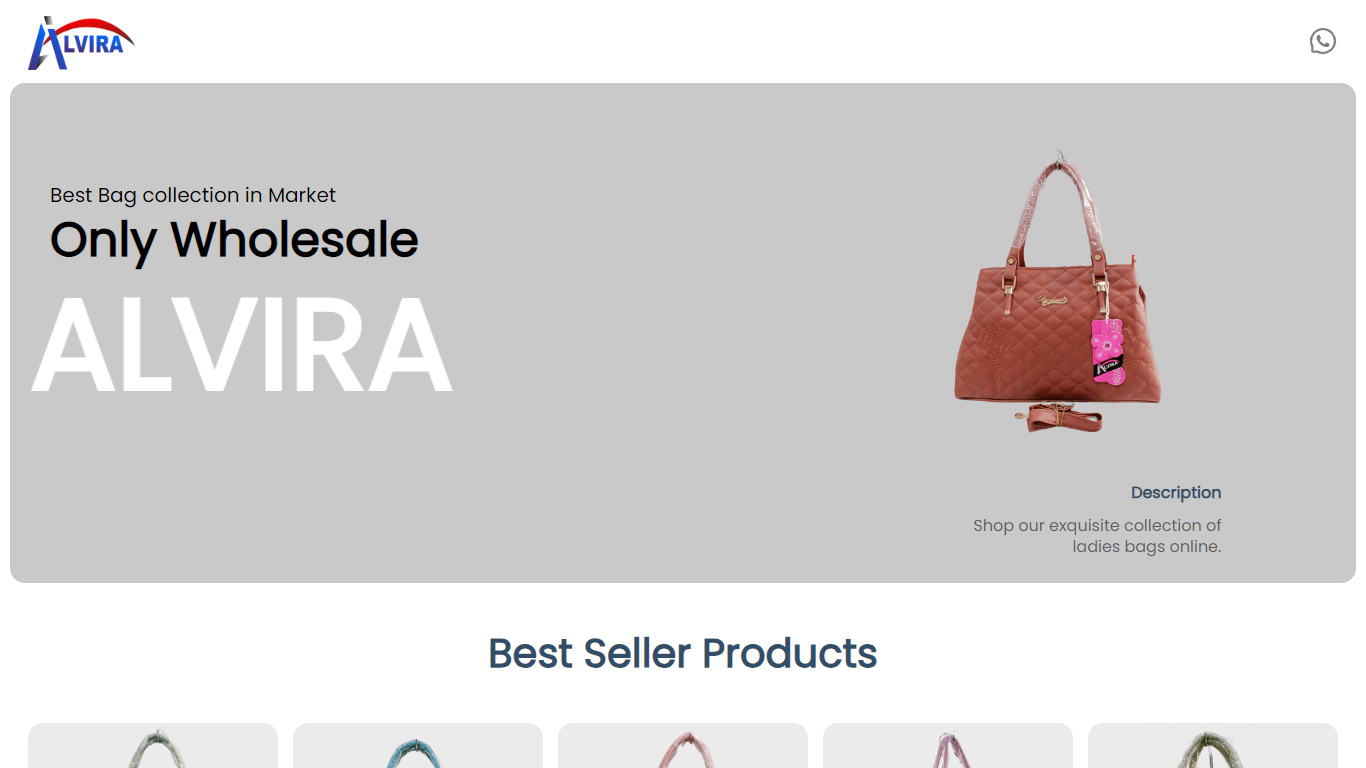 ALVIRA
Best Bag collection in Market
Only Wholesale
ALVIRA
ALVIRA
Description
Shop our exquisite collection of
ladies bags online.
Best Seller Products